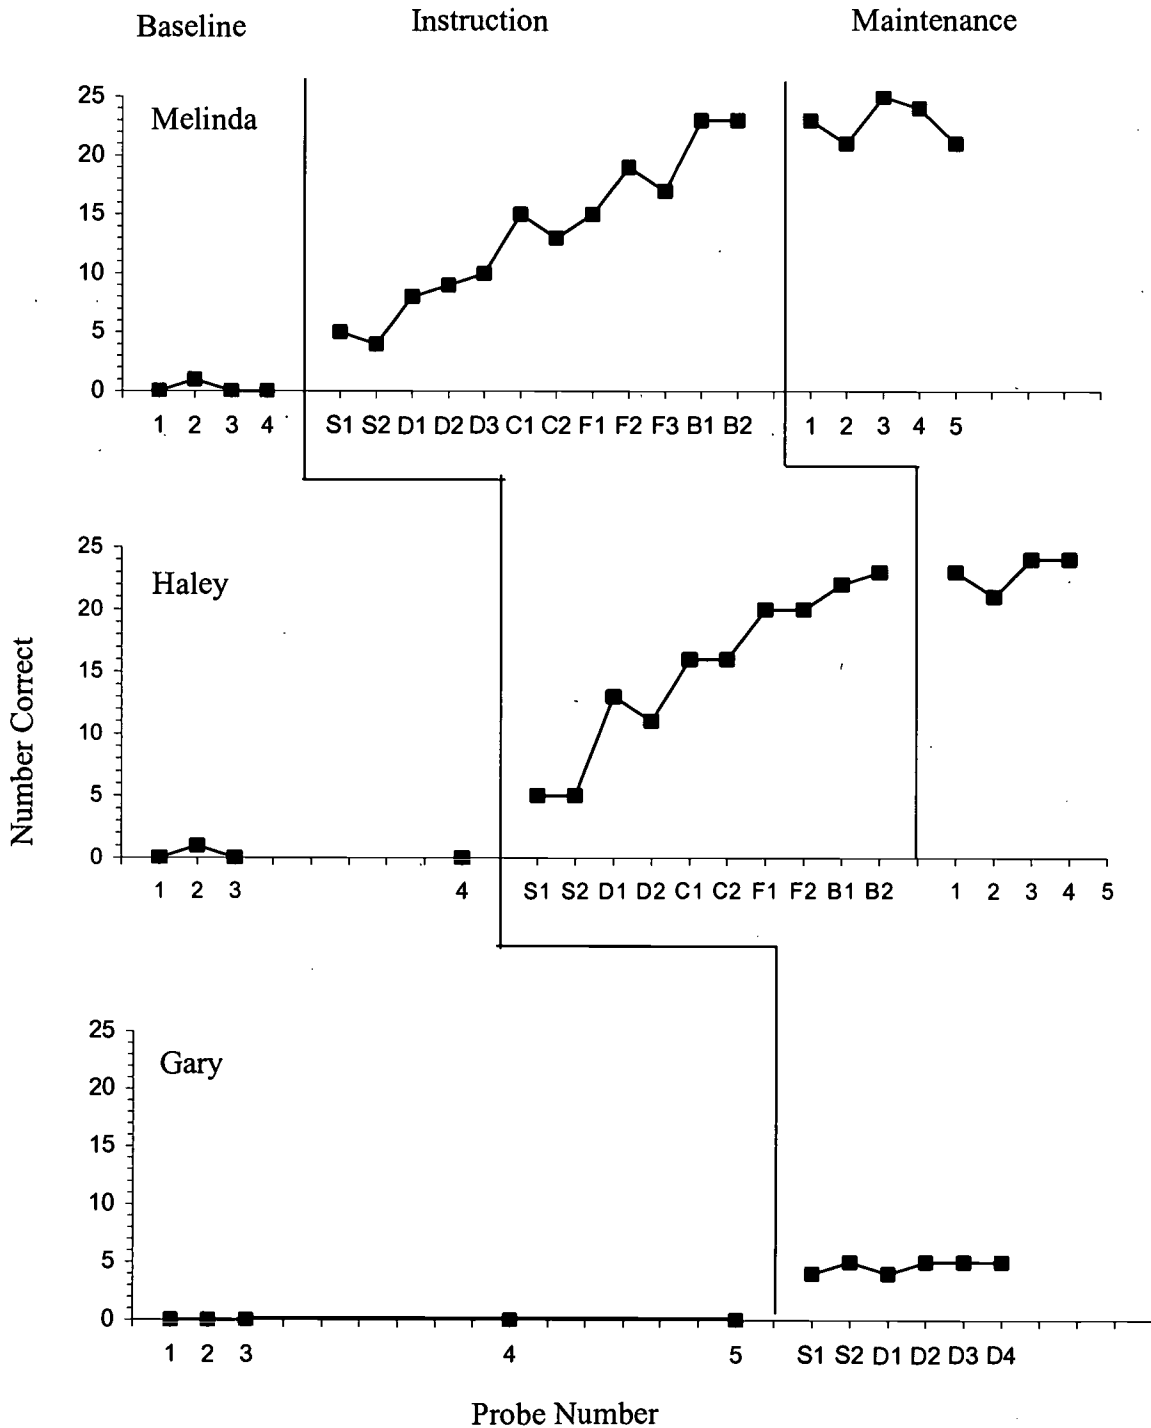 Baseline Instruction Maintenance
25
Melinda
20
15
10
5
0
1 2 3 4 S1 S2 D1 D2 D3 C1 C2 F1 F2 F3 B1 B2 1 2 3 4 5
25
Haley
20
15
10
5
0
1 2 3 4 S1 S2 D1 D2 C1 C2 F1 F2 B1 B2 1 2 3 4 5
Number Correct
25
Gary
20
15
10
5
0
1 2 3 4 5 S1 S2 D1 D2 D3 D4
Probe Number